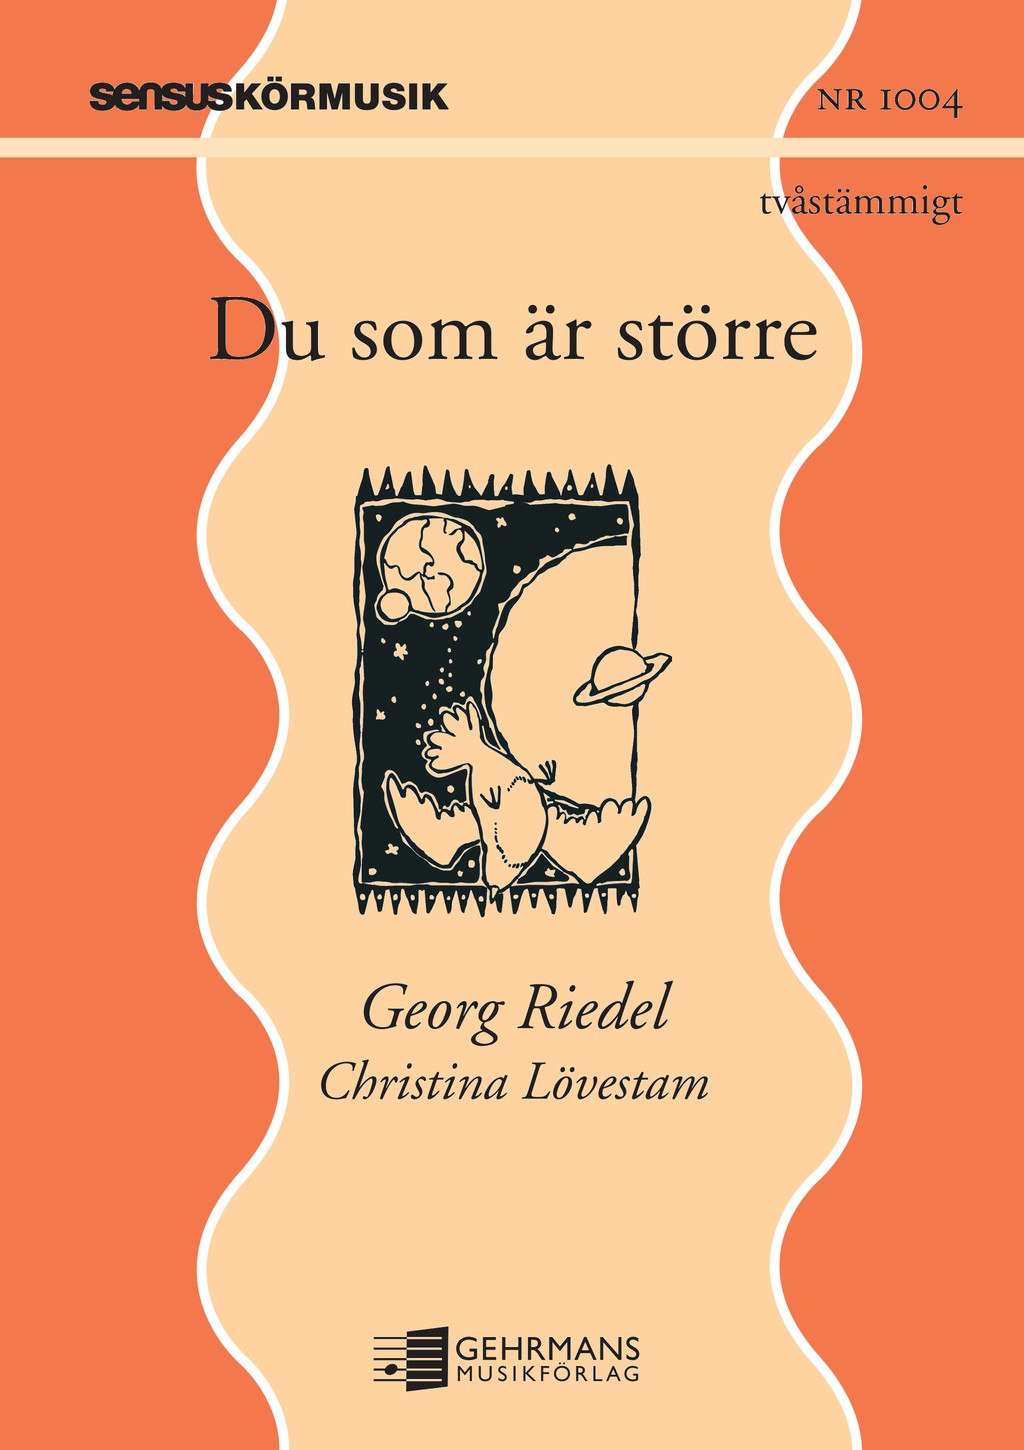 sensusKÖRMUSIK
NR 1004
tvåstämmigt
Du som är större
Georg Riedel
Christina Lövestam
GEHRMANS
MUSIKFÖRLAG